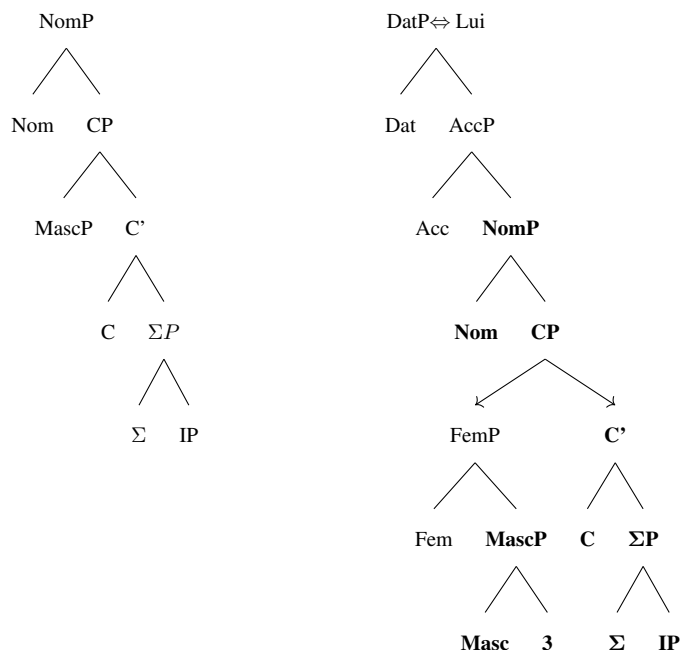 NomP DatP⇔ Lui
Nom CP Dat AccP
MascP C' Acc NomP
C ΣP Nom CP
Σ IP FemP C'
Fem MascP C ΣP
Masc 3 Σ IP